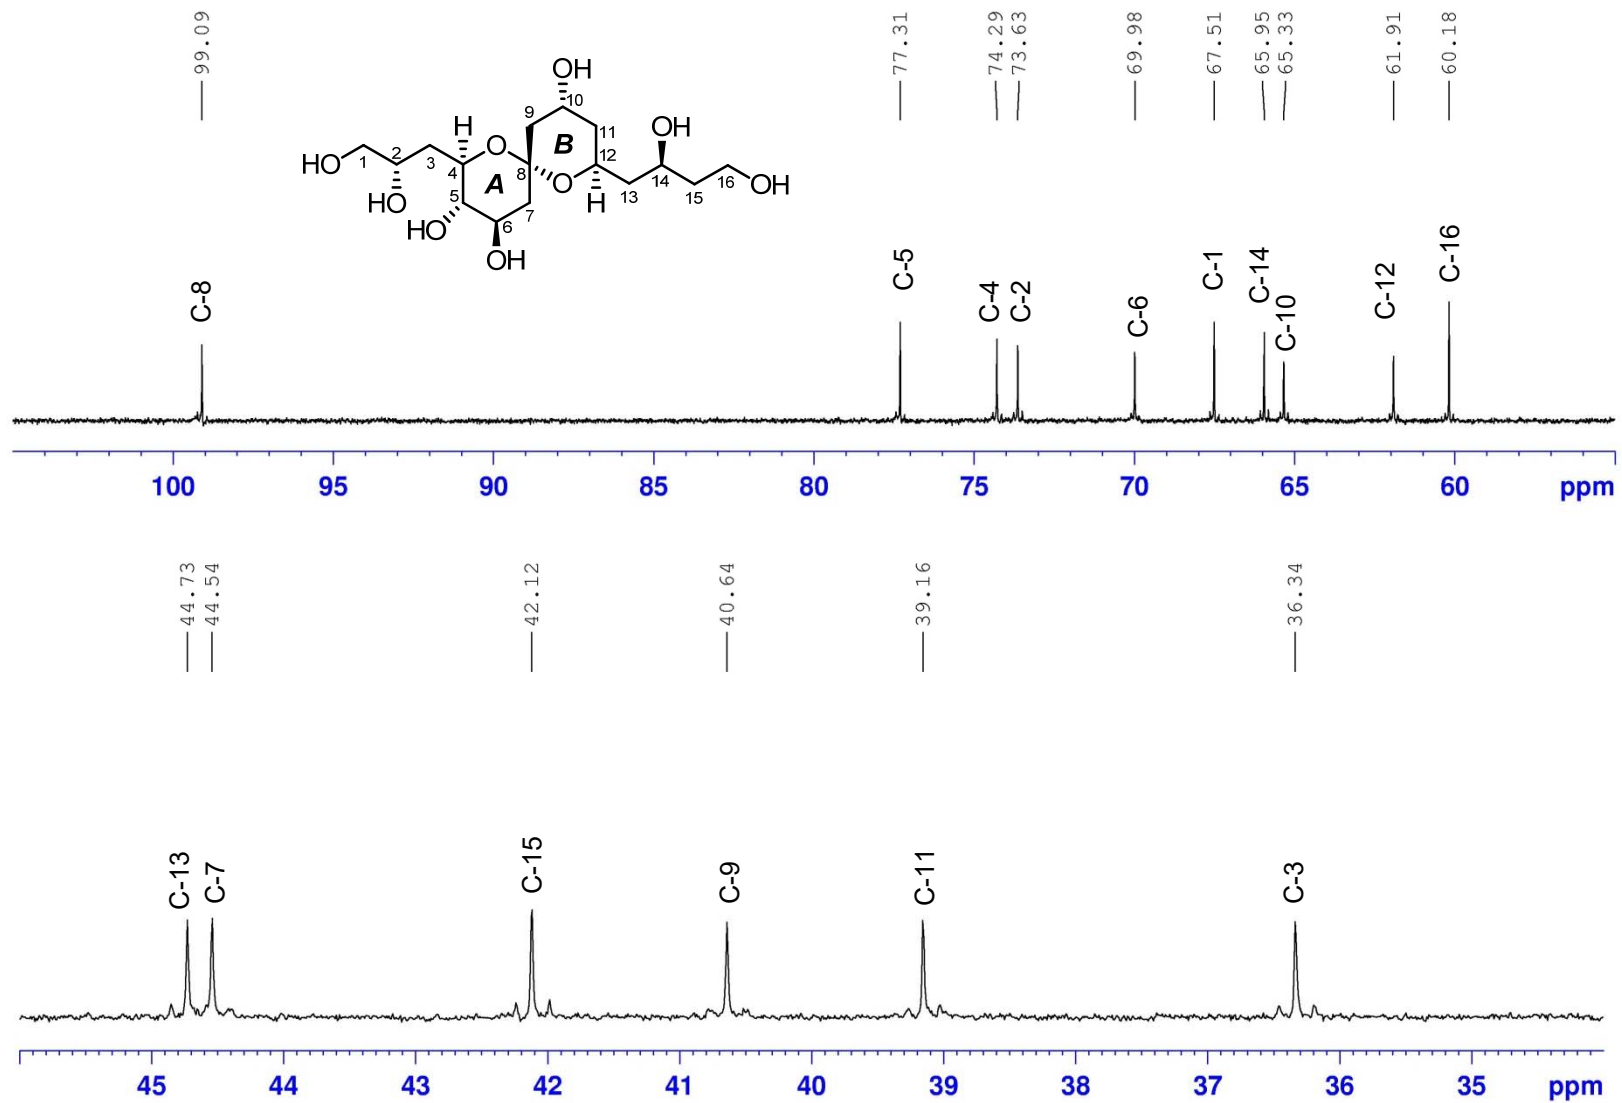 99.09
77.31
74.29
73.63
69.98
67.51
65.95
65.33
61.91
60.18
OH
10
9
H
11
OH
B
O
12
HO
1
2
3
4
8
O
14
16
OH
A
HO
5
7
H
13
15
HO
6
OH
C-8
C-5
C-4
C-2
C-6
C-1
C-14
C-10
C-12
C-16
100 95 90 85 80 75 70 65 60 ppm
44.73
44.54
42.12
40.64
39.16
36.34
C-13
C-7
C-15
C-9
C-11
C-3
45 44 43 42 41 40 39 38 37 36 35 ppm